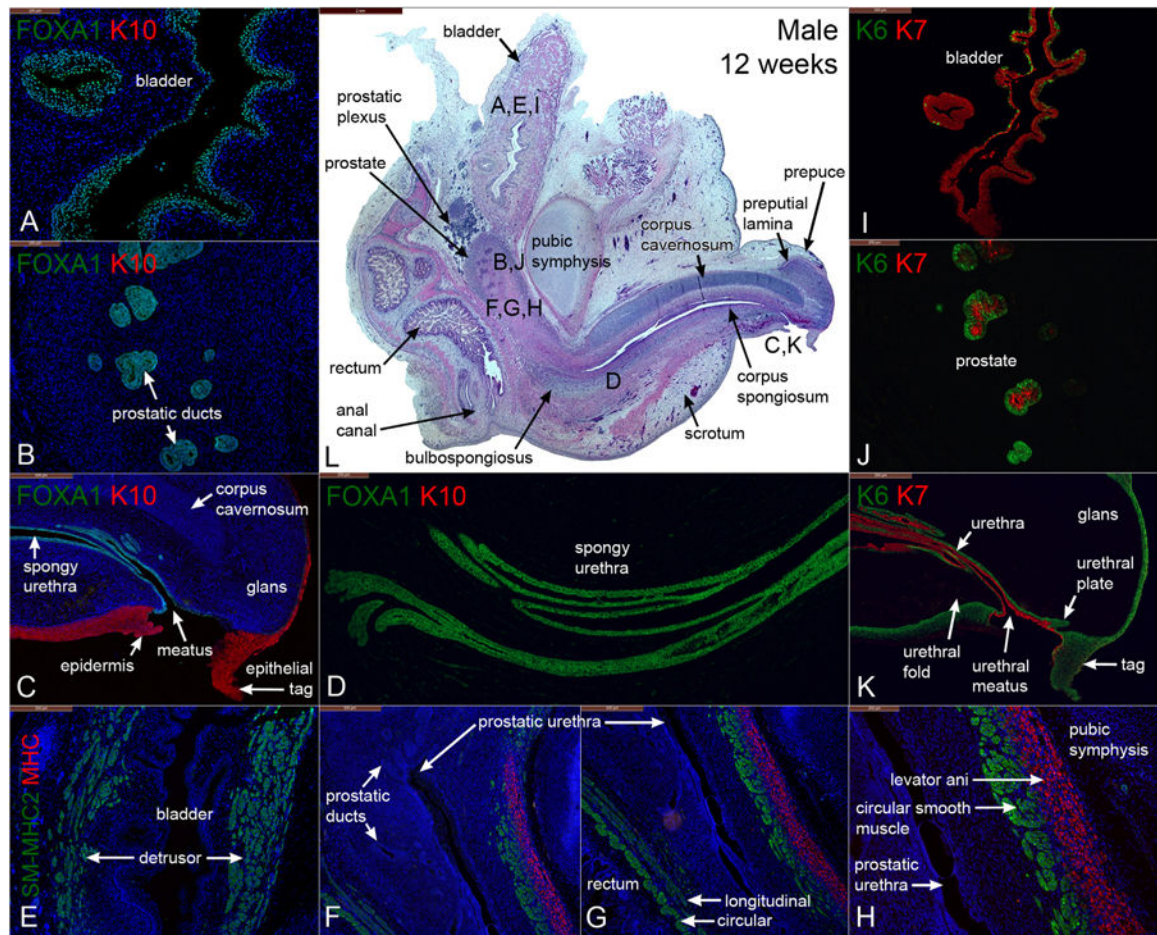 FOXA1 K10
bladder
A
FOXA1 K10
prostatic ducts
B
FOXA1 K10
corpus
cavernosum
spongy
urethra
glans
epidermis
meatus
epithelial
tag
C
Male
12 weeks
bladder
A,E,I
prostatic
plexus
prostate
prepuce
preputial
lamina
corpus
cavernosum
pubic
symphysis
B,J
F,G,H
C,K
D
rectum
anal
canal
bulbospongiosus
scrotum
corpus
spongiosum
L
FOXA1 K10
spongy
urethra
D
K6 K7
bladder
I
K6 K7
prostate
J
K6 K7
glans
urethra
urethral
plate
urethral
fold
urethral
meatus
tag
K
SM-MHC2 MHC
bladder
detrusor
E
prostatic urethra
prostatic
ducts
F
rectum
longitudinal
circular
G
pubic
symphysis
levator ani
circular smooth
muscle
prostatic
urethra
H